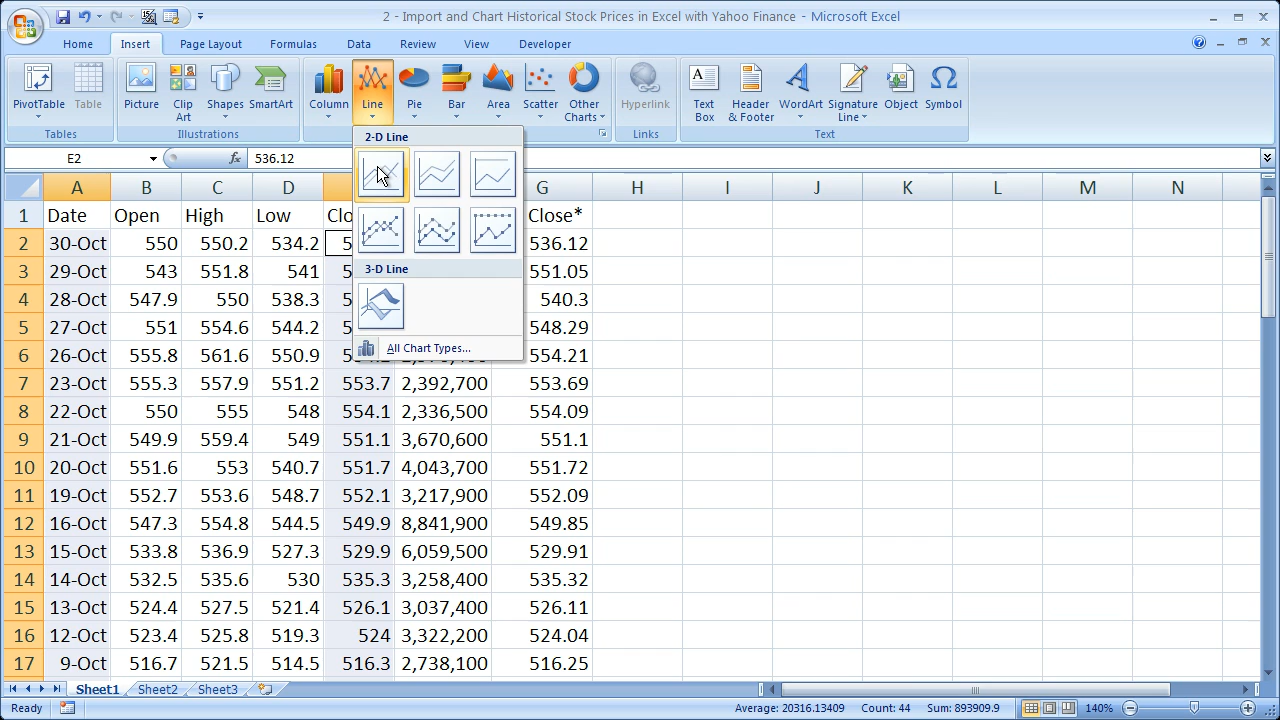 2 - Import and Chart Historical Stock Prices in Excel with Yahoo Finance - Microsoft Excel
Home Insert Page Layout Formulas Data Review View Developer
PivotTable Table Picture Clip Art Shapes SmartArt Column Line Pie Bar Area Scatter Other Charts Hyperlink Text Box Header & Footer WordArt Signature Line Object Symbol
Tables Illustrations Links Text
2-D Line
E2 fx 536.12
A B C D G H I J K L M N
1 Date Open High Low Clo Close*
2 30-Oct 550 550.2 534.2 5 536.12
3 29-Oct 543 551.8 541 5 551.05
3-D Line
4 28-Oct 547.9 550 538.3 5 540.3
5 27-Oct 551 554.6 544.2 5 548.29
All Chart Types...
6 26-Oct 555.8 561.6 550.9 554.21
7 23-Oct 555.3 557.9 551.2 553.7 2,392,700 553.69
8 22-Oct 550 555 548 554.1 2,336,500 554.09
9 21-Oct 549.9 559.4 549 551.1 3,670,600 551.1
10 20-Oct 551.6 553 540.7 551.7 4,043,700 551.72
11 19-Oct 552.7 553.6 548.7 552.1 3,217,900 552.09
12 16-Oct 547.3 554.8 544.5 549.9 8,841,900 549.85
13 15-Oct 533.8 536.9 527.3 529.9 6,059,500 529.91
14 14-Oct 532.5 535.6 530 535.3 3,258,400 535.32
15 13-Oct 524.4 527.5 521.4 526.1 3,037,400 526.11
16 12-Oct 523.4 525.8 519.3 524 3,322,200 524.04
17 9-Oct 516.7 521.5 514.5 516.3 2,738,100 516.25
Sheet1 Sheet2 Sheet3
Ready Average: 20316.13409 Count: 44 Sum: 893909.9 140%